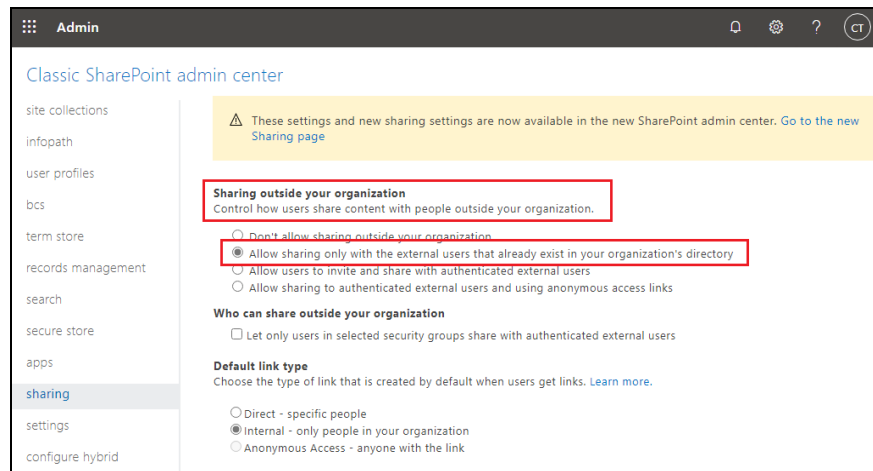 Admin
?
CT
Classic SharePoint admin center
site collections
infopath
user profiles
bcs
term store
records management
search
secure store
apps
sharing
settings
configure hybrid
These settings and new sharing settings are now available in the new SharePoint admin center. Go to the new
Sharing page
Sharing outside your organization
Control how users share content with people outside your organization.
Don't allow sharing outside your organization
Allow sharing only with the external users that already exist in your organization's directory
Allow users to invite and share with authenticated external users
Allow sharing to authenticated external users and using anonymous access links
Who can share outside your organization
Let only users in selected security groups share with authenticated external users
Default link type
Choose the type of link that is created by default when users get links. Learn more.
Direct - specific people
Internal - only people in your organization
Anonymous Access - anyone with the link